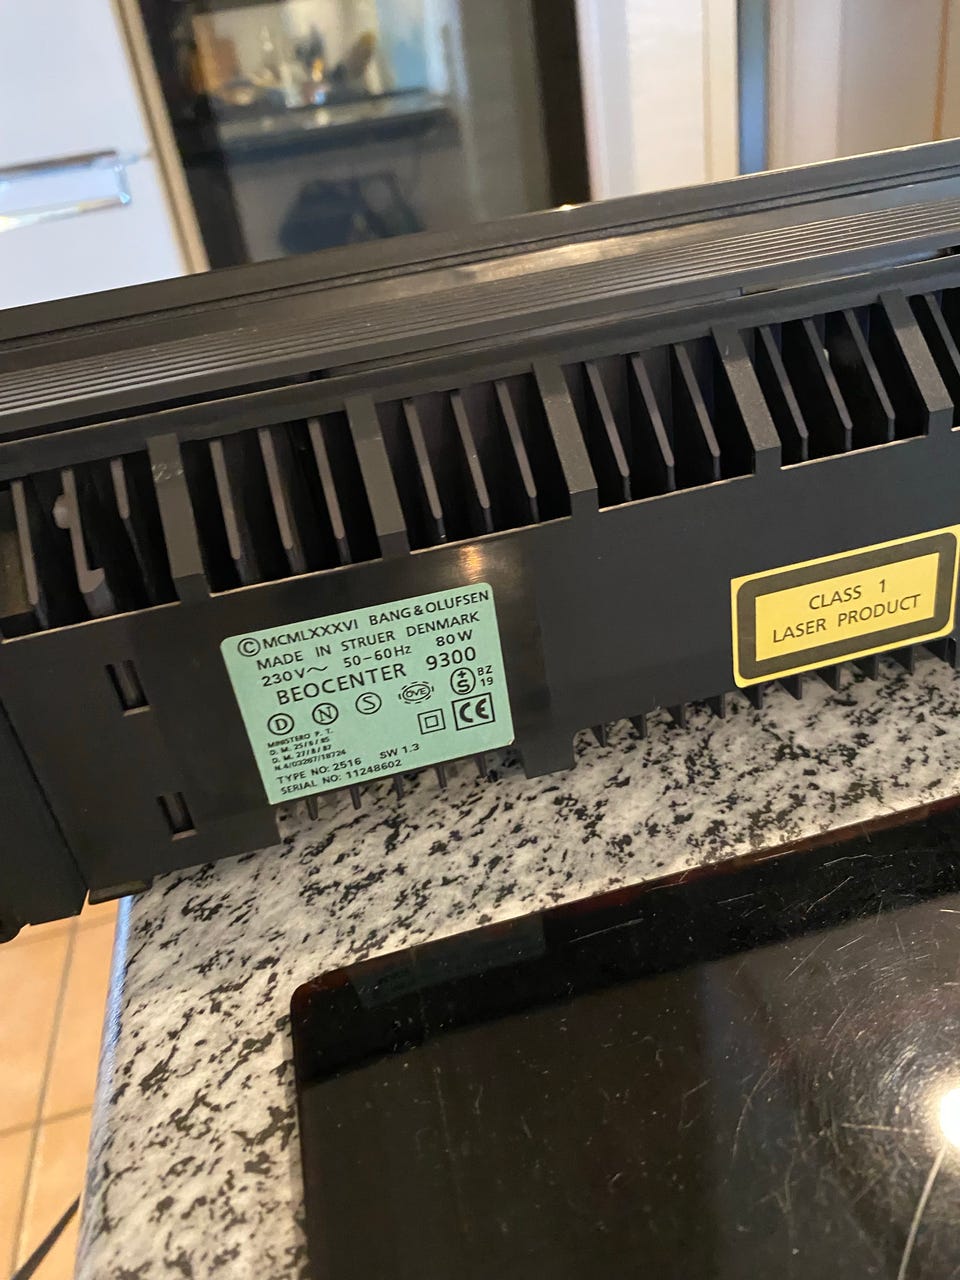 ©MCMLXXXVI BANG & OLUFSEN
MADE IN STRUER DENMARK
230V~ 50-60Hz 80W
BEOCENTER 9300
D N S ÖVE S BZ 19
CE
MINISTERO P. T.
D. M. 25/6/85
D. M. 27/8/87
N.4/03267/18724
TYPE NO: 2516 SW 1.3
SERIAL NO: 11248602
CLASS 1
LASER PRODUCT